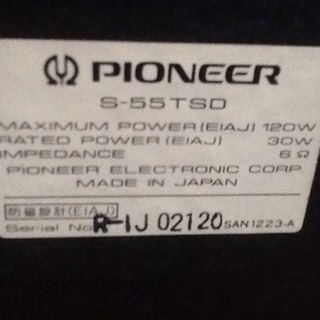 PIONEER
S-55TSD
MAXIMUM POWER(EIAJ) 120W
RATED POWER (EIAJ) 30W
IMPEDANCE 6Ω
PIONEER ELECTRONIC CORP.
MADE IN JAPAN
防磁設計(EIAJ)
Serial No. R-IJ 02120 SAN1223-A